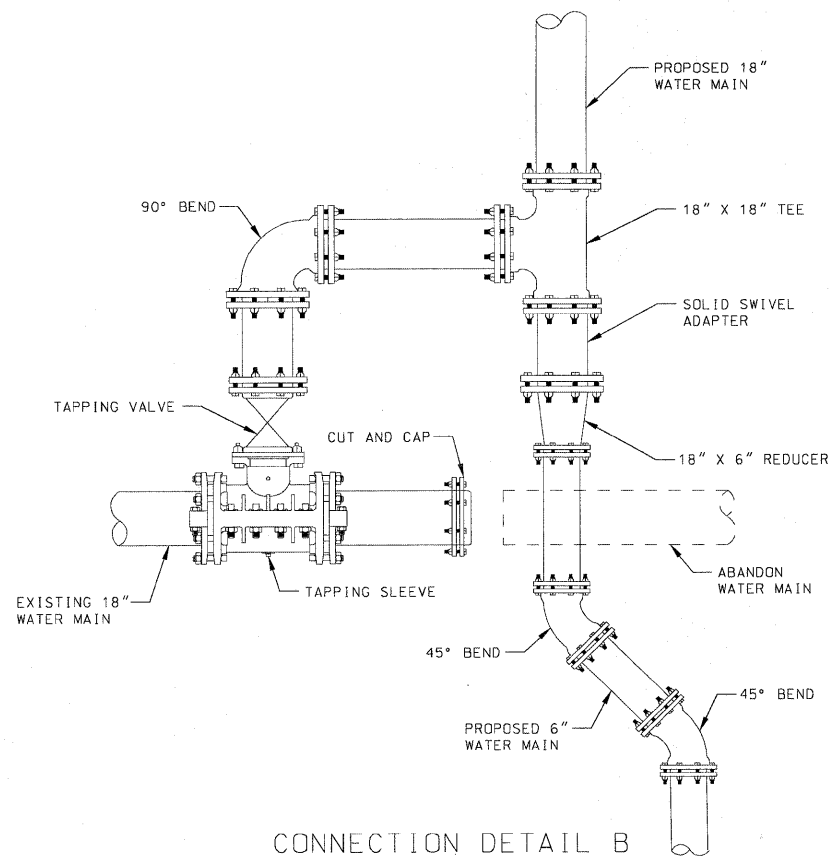 PROPOSED 18"
WATER MAIN
90° BEND
18" X 18" TEE
SOLID SWIVEL
ADAPTER
TAPPING VALVE
CUT AND CAP
18" X 6" REDUCER
ABANDON
WATER MAIN
TAPPING SLEEVE
EXISTING 18"
WATER MAIN
45° BEND
45° BEND
PROPOSED 6"
WATER MAIN
CONNECTION DETAIL B